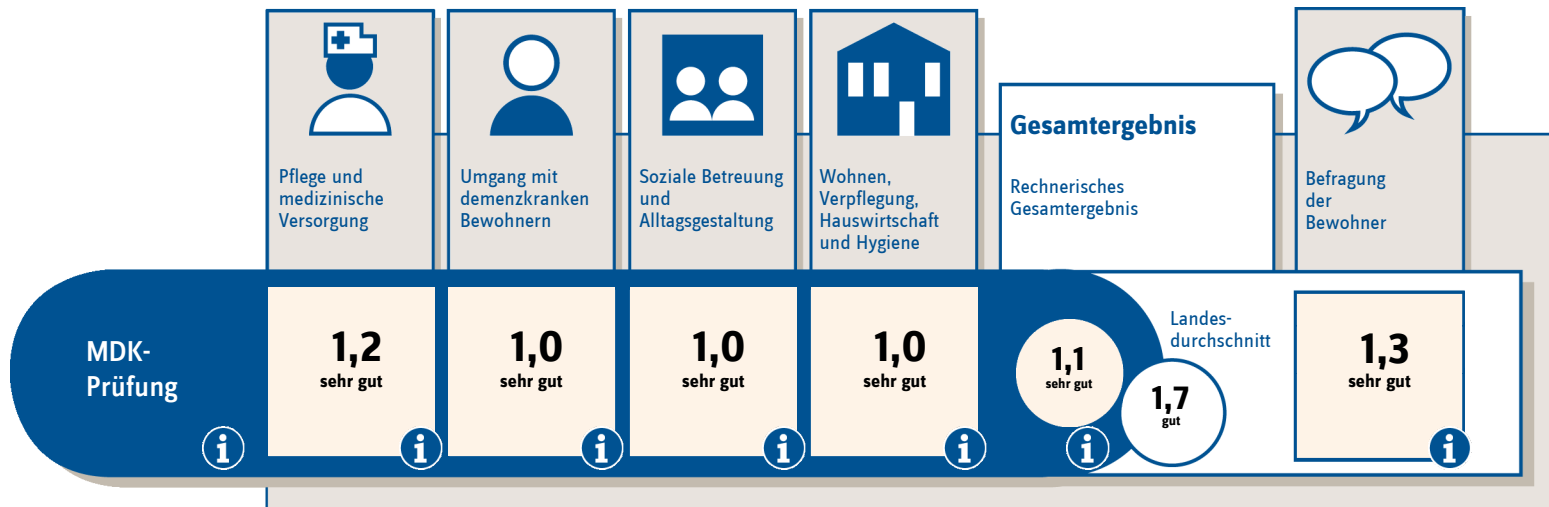 Pflege und
medizinische
Versorgung
Umgang mit
demenzkranken
Bewohnern
Soziale Betreuung
und
Alltagsgestaltung
Wohnen,
Verpflegung,
Hauswirtschaft
und Hygiene
Gesamtergebnis
Rechnerisches
Gesamtergebnis
Befragung
der
Bewohner
MDK-
Prüfung
i
1,2
sehr gut
i
1,0
sehr gut
i
1,0
sehr gut
i
1,0
sehr gut
i
1,1
sehr gut
i
Landes-
durchschnitt
1,7
gut
1,3
sehr gut
i